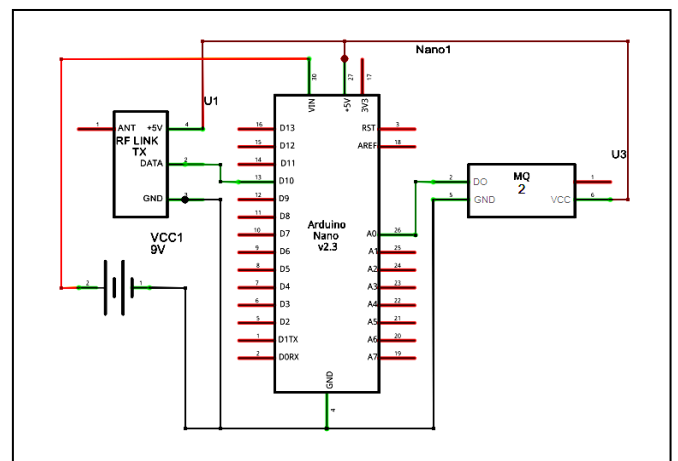 Nano1
30
27
17
VIN
+5V
3V3
U1
1
ANT
+5V
4
RF LINK
TX
DATA
2
GND
3
VCC1
9V
2
1
16
D13
15
D12
14
D11
13
D10
12
D9
11
D8
10
D7
9
D6
8
D5
7
D4
6
D3
5
D2
1
D1TX
2
D0RX
Arduino
Nano
v2.3
RST
3
AREF
18
A0
26
A1
25
A2
24
A3
23
A4
22
A5
21
A6
20
A7
19
GND
4
U3
MQ
2
2
DO
1
5
GND
VCC
6